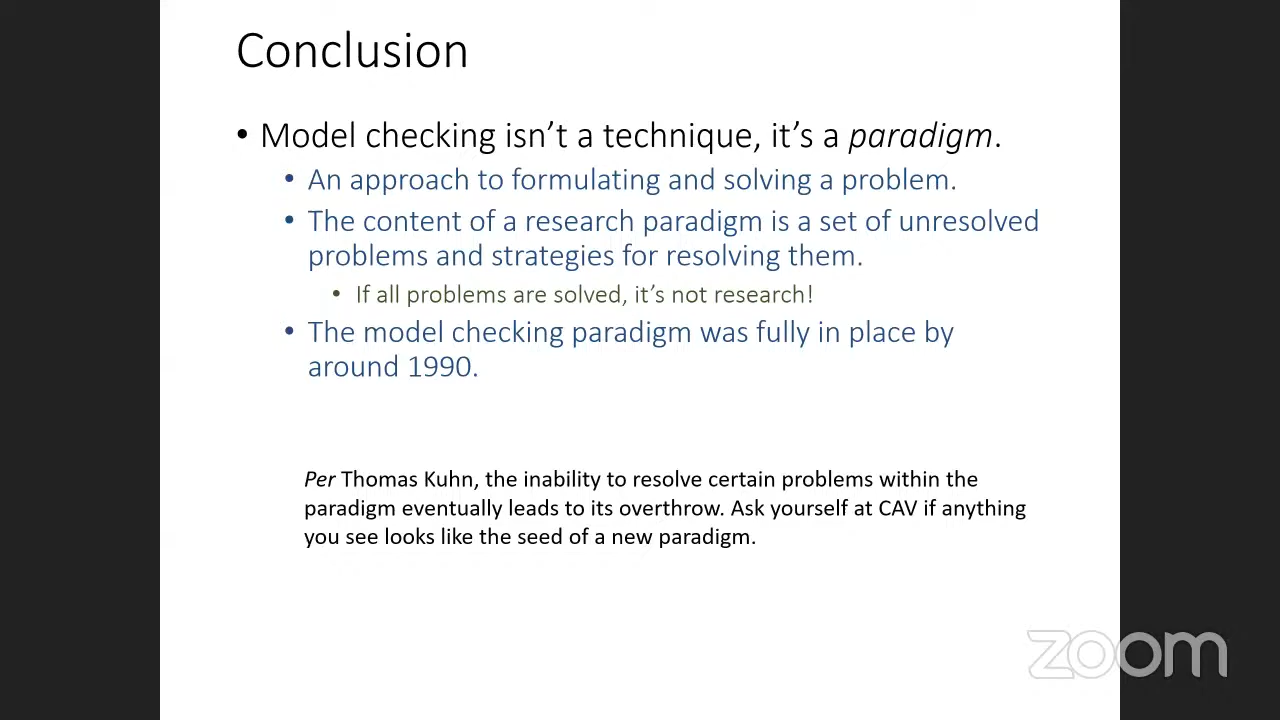 Conclusion
• Model checking isn’t a technique, it’s a paradigm.
• An approach to formulating and solving a problem.
• The content of a research paradigm is a set of unresolved
problems and strategies for resolving them.
• If all problems are solved, it’s not research!
• The model checking paradigm was fully in place by
around 1990.
Per Thomas Kuhn, the inability to resolve certain problems within the
paradigm eventually leads to its overthrow. Ask yourself at CAV if anything
you see looks like the seed of a new paradigm.
zoom